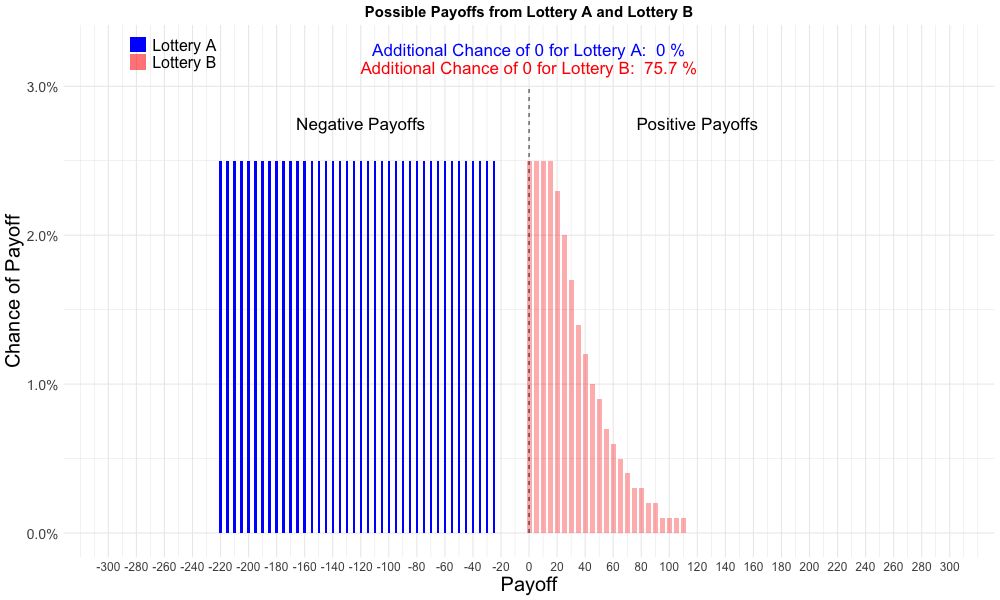 Possible Payoffs from Lottery A and Lottery B
Lottery A
Lottery B
Additional Chance of 0 for Lottery A:  0 %
Additional Chance of 0 for Lottery B:  75.7 %
Negative Payoffs
Positive Payoffs
3.0%
2.0%
1.0%
0.0%
Chance of Payoff
-300 -280 -260 -240 -220 -200 -180 -160 -140 -120 -100 -80 -60 -40 -20 0 20 40 60 80 100 120 140 160 180 200 220 240 260 280 300
Payoff